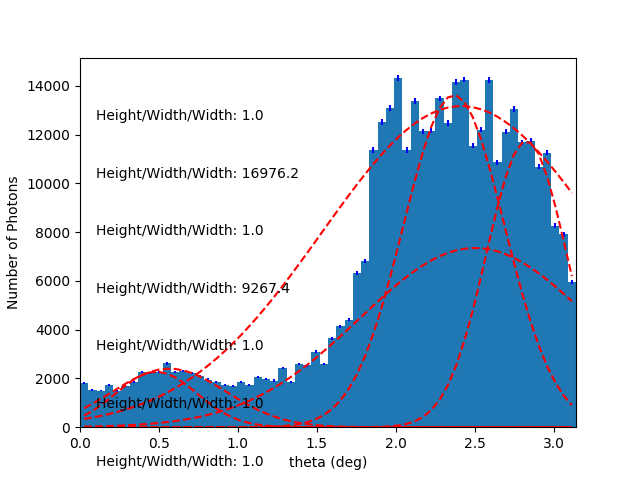 14000
12000
10000
8000
6000
4000
2000
0
Number of Photons
Height/Width/Width: 1.0
Height/Width/Width: 16976.2
Height/Width/Width: 1.0
Height/Width/Width: 9267.4
Height/Width/Width: 1.0
Height/Width/Width: 1.0
Height/Width/Width: 1.0
0.0 0.5 1.0 1.5 2.0 2.5 3.0
theta (deg)